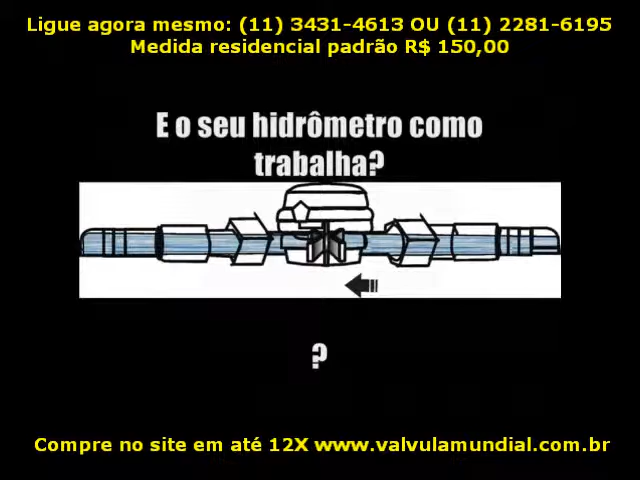 Ligue agora mesmo: (11) 3431-4613 OU (11) 2281-6195
Medida residencial padrão R$ 150,00
E o seu hidrômetro como
trabalha?
?
Compre no site em até 12X www.valvulamundial.com.br